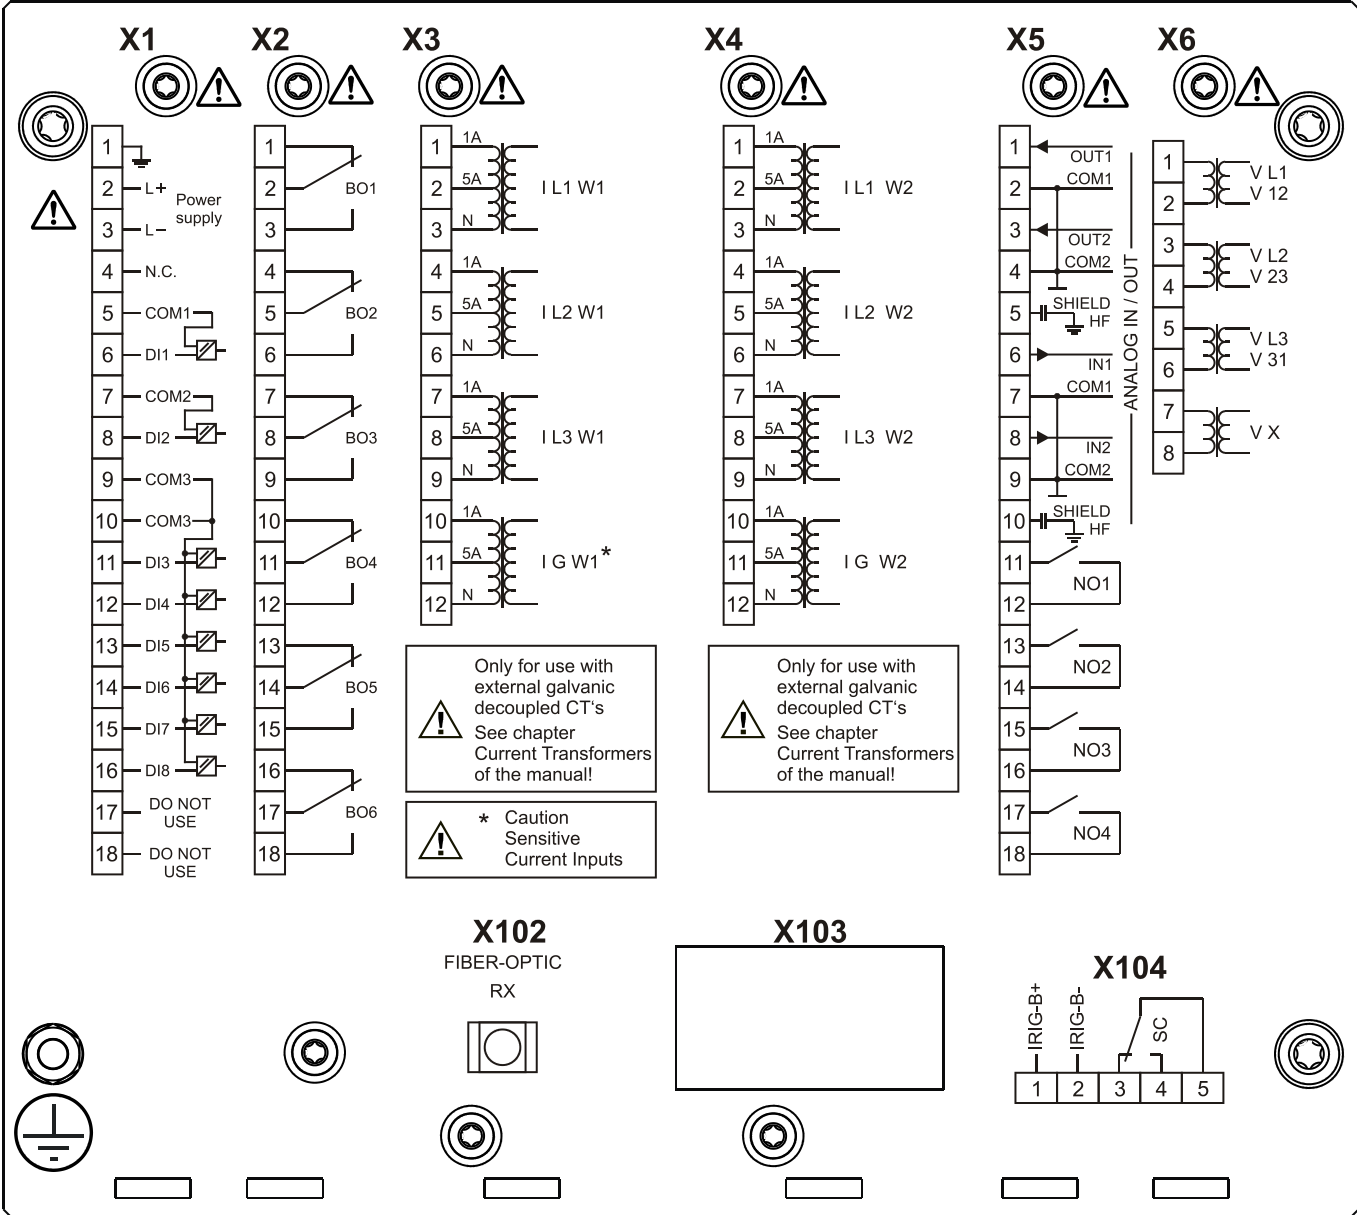 X1
X2
X3
X4
X5
X6
1
2 L+
Power
supply
3 L–
4 N.C.
5 COM1
6 DI1
7 COM2
8 DI2
9 COM3
10 COM3
11 DI3
12 DI4
13 DI5
14 DI6
15 DI7
16 DI8
17 DO NOT
USE
18 DO NOT
USE
1
2 BO1
3
4
5 BO2
6
7
8 BO3
9
10
11 BO4
12
13
14 BO5
15
16
17 BO6
18
1 1A
2 5A I L1 W1
3 N
4 1A
5 5A I L2 W1
6 N
7 1A
8 5A I L3 W1
9 N
10 1A
11 5A I G W1*
12 N
Only for use with
external galvanic
decoupled CT‘s
See chapter
Current Transformers
of the manual!
* Caution
Sensitive
Current Inputs
1 1A
2 5A I L1 W2
3 N
4 1A
5 5A I L2 W2
6 N
7 1A
8 5A I L3 W2
9 N
10 1A
11 5A I G W2
12 N
Only for use with
external galvanic
decoupled CT‘s
See chapter
Current Transformers
of the manual!
1 OUT1
2 COM1
3 OUT2
4 COM2
5 SHIELD
HF
6 IN1
7 COM1
8 IN2
9 COM2
10 SHIELD
HF
ANALOG IN / OUT
11
NO1
12
13
NO2
14
15
NO3
16
17
NO4
18
1 V L1
2 V 12
3 V L2
4 V 23
5 V L3
6 V 31
7
V X
8
X102
FIBER-OPTIC
RX
X103
X104
IRIG-B+
IRIG-B-
SC
1 2 3 4 5